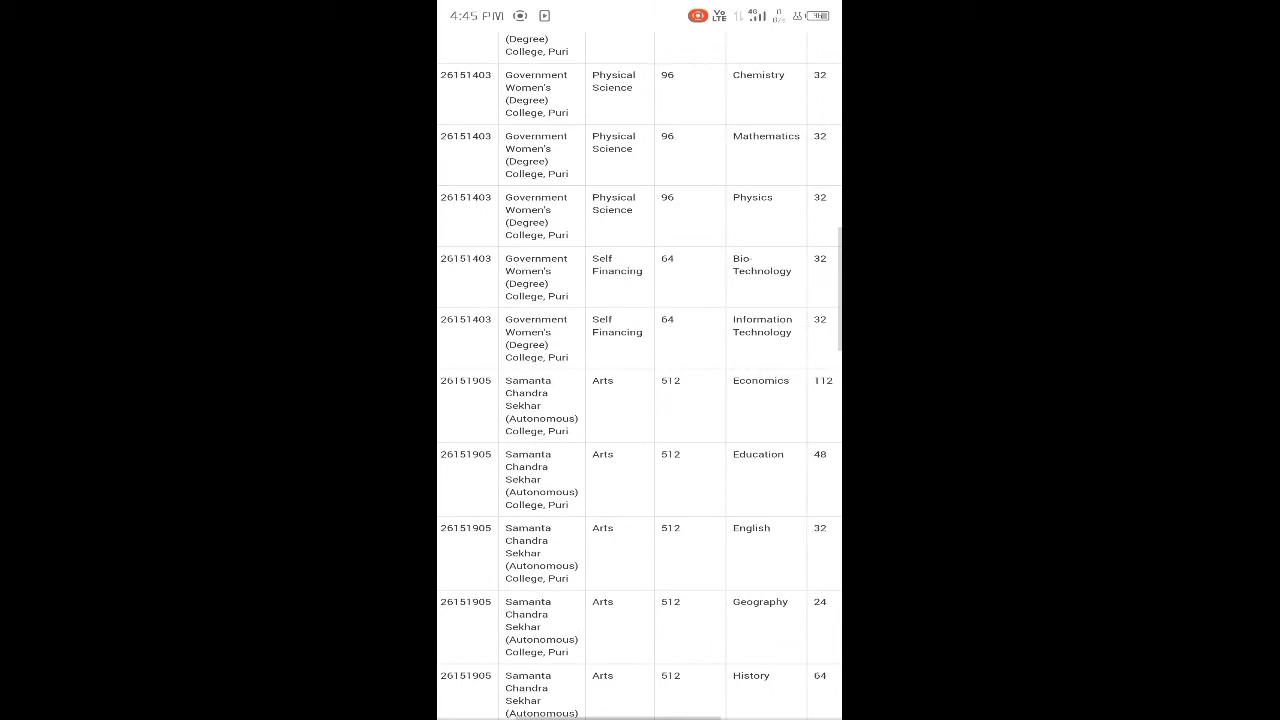 4:45 PM Vo LTE 4G 0 B/s
(Degree)
College, Puri
26151403 Government Physical 96 Chemistry 32
Women's Science
(Degree)
College, Puri
26151403 Government Physical 96 Mathematics 32
Women's Science
(Degree)
College, Puri
26151403 Government Physical 96 Physics 32
Women's Science
(Degree)
College, Puri
26151403 Government Self 64 Bio- 32
Women's Financing Technology
(Degree)
College, Puri
26151403 Government Self 64 Information 32
Women's Financing Technology
(Degree)
College, Puri
26151905 Samanta Arts 512 Economics 112
Chandra
Sekhar
(Autonomous)
College, Puri
26151905 Samanta Arts 512 Education 48
Chandra
Sekhar
(Autonomous)
College, Puri
26151905 Samanta Arts 512 English 32
Chandra
Sekhar
(Autonomous)
College, Puri
26151905 Samanta Arts 512 Geography 24
Chandra
Sekhar
(Autonomous)
College, Puri
26151905 Samanta Arts 512 History 64
Chandra
Sekhar
(Autonomous)